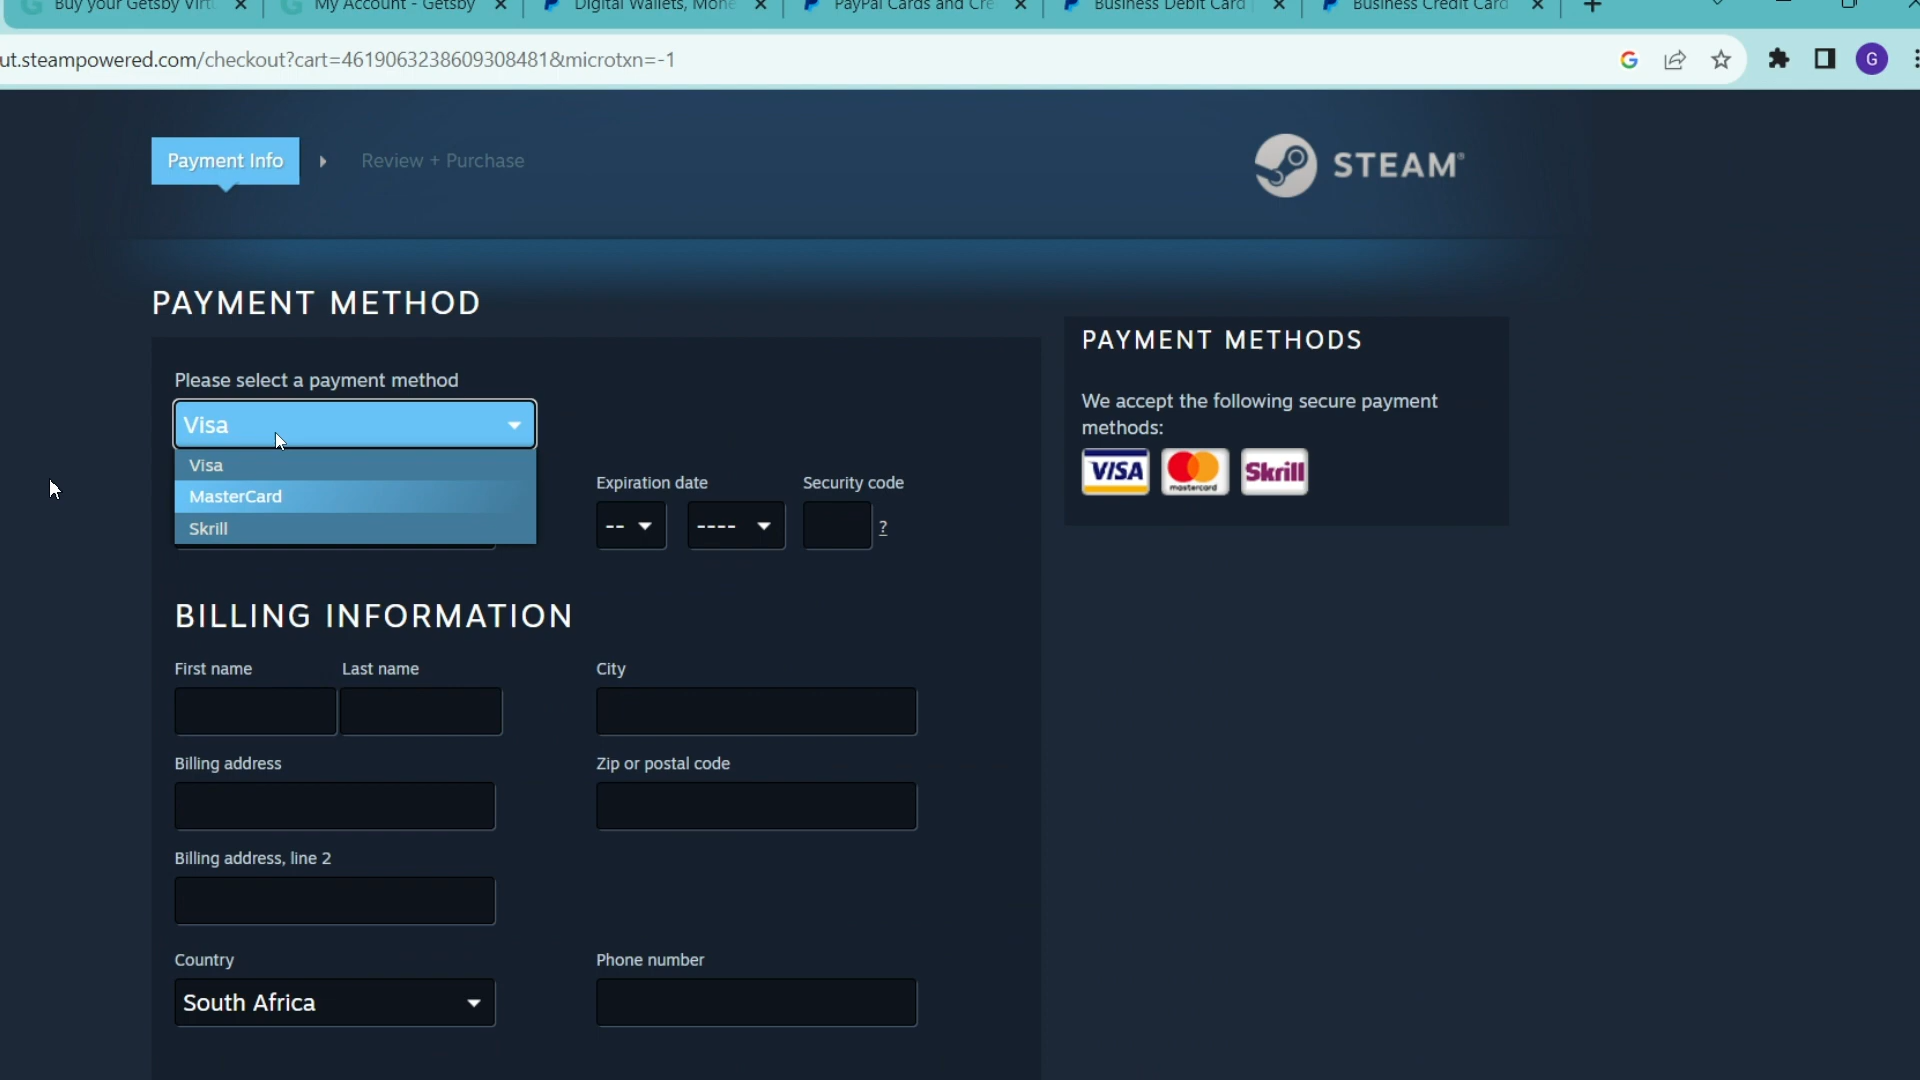 Buy your Getsby Virtu
My Account - Getsby
Digital Wallets, Mone
PayPal Cards and Cre
Business Debit Card
Business Credit Card
ut.steampowered.com/checkout?cart=4619063238609308481&microtxn=-1
G
G
Payment Info
Review + Purchase
STEAM®
PAYMENT METHOD
Please select a payment method
Visa
Visa
MasterCard
Skrill
Expiration date
Security code
--
----
?
PAYMENT METHODS
We accept the following secure payment
methods:
VISA
mastercard
Skrill
BILLING INFORMATION
First name
Last name
City
Billing address
Zip or postal code
Billing address, line 2
Country
Phone number
South Africa